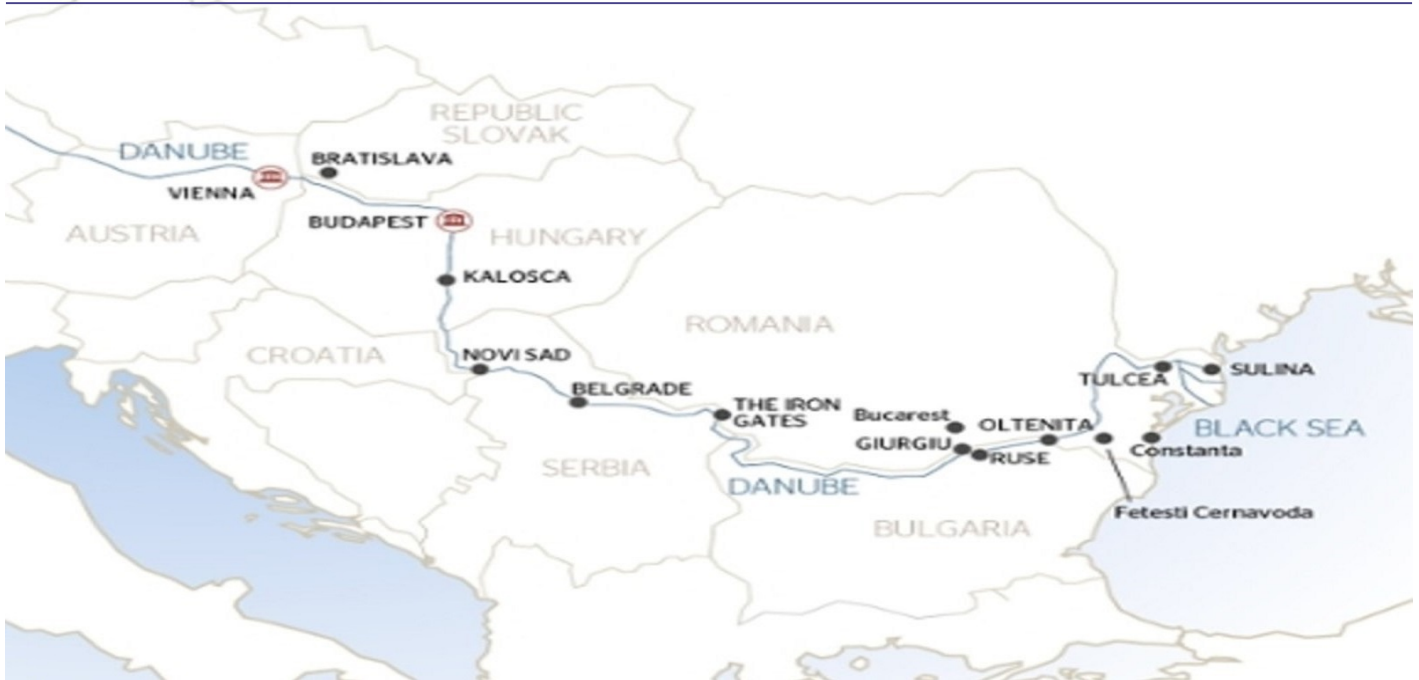 REPUBLIC
SLOVAK
DANUBE
BRATISLAVA
VIENNA
BUDAPEST
AUSTRIA
HUNGARY
KALOSCA
ROMANIA
CROATIA
NOVI SAD
BELGRADE
TULCEA
SULINA
THE IRON
GATES
Bucarest
OLTENITA
BLACK SEA
GIURGIU
RUSE
Constanta
SERBIA
DANUBE
Fetesti Cernavoda
BULGARIA